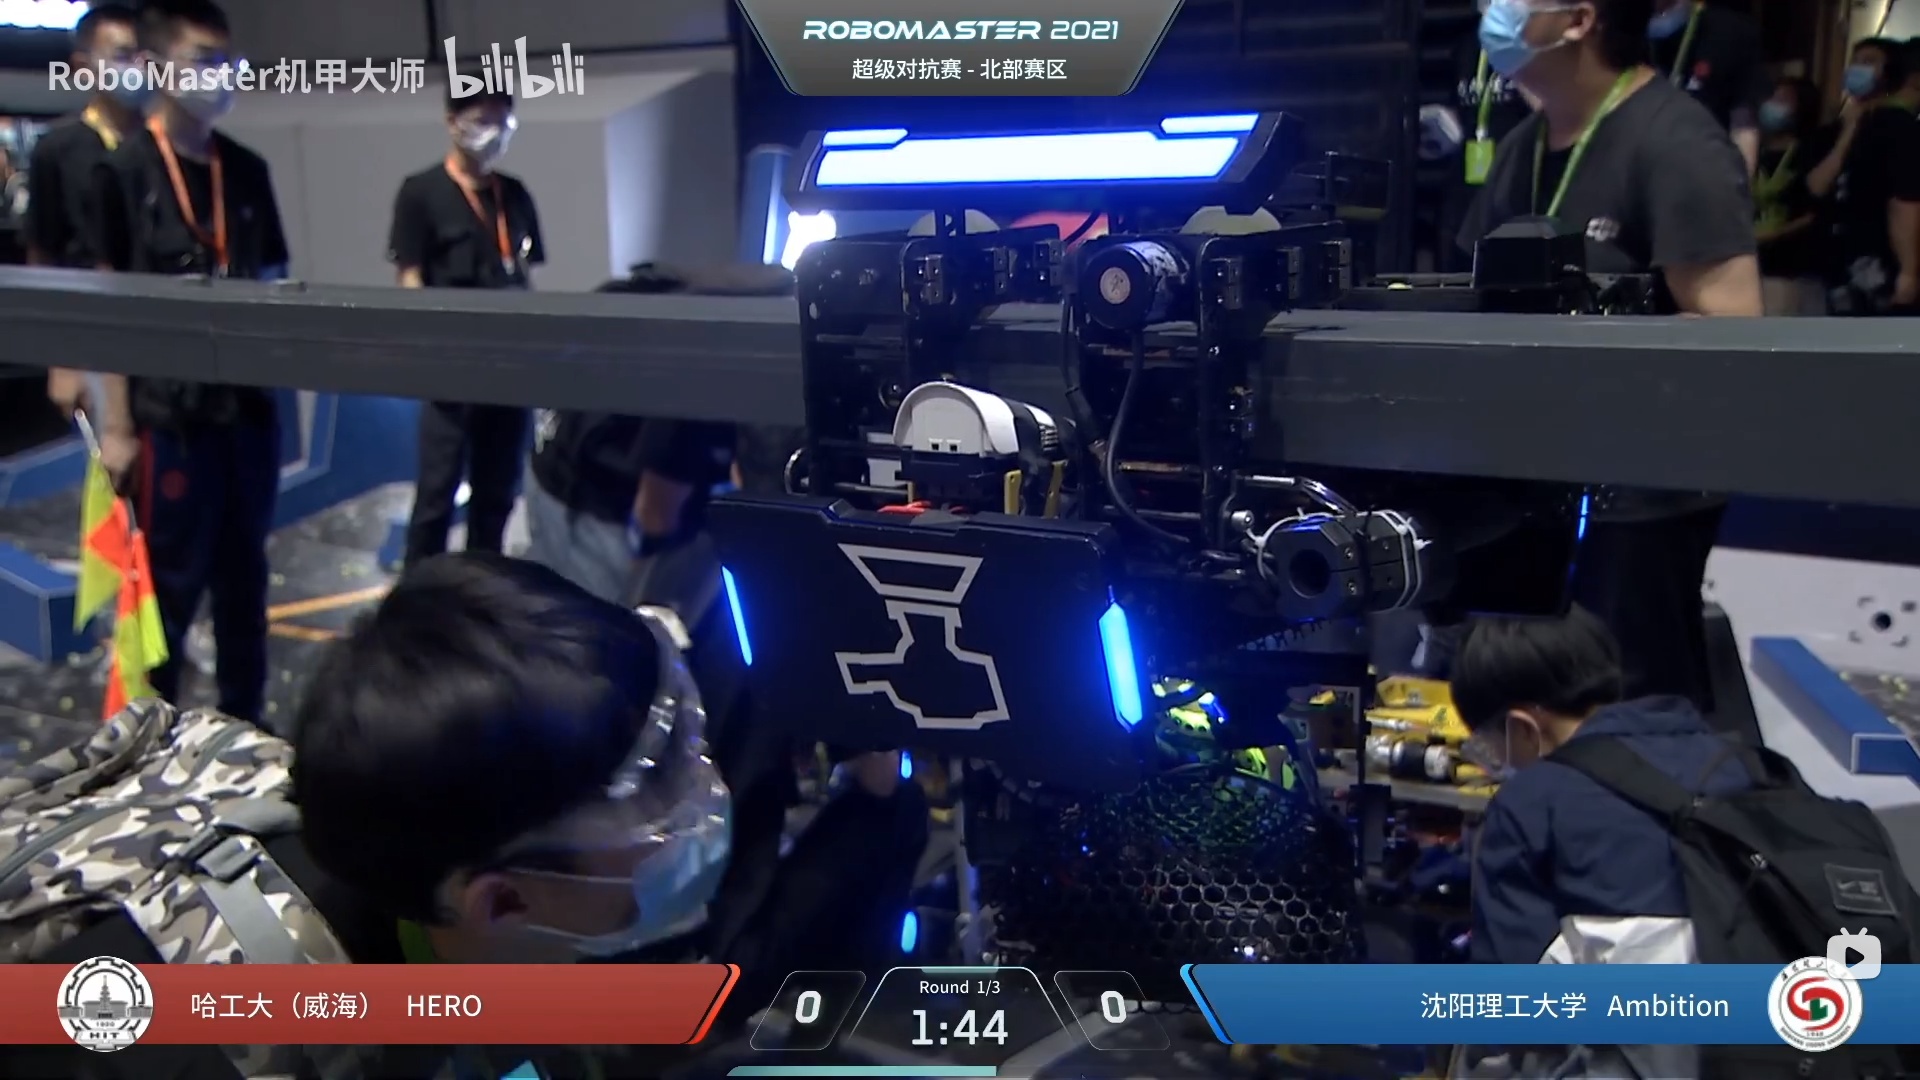 RoboMaster机甲大师 bilibili
ROBOMASTER 2021
超级对抗赛 - 北部赛区
哈工大（威海） HERO
0
Round 1/3
1:44
0
沈阳理工大学 Ambition
1920
HIT